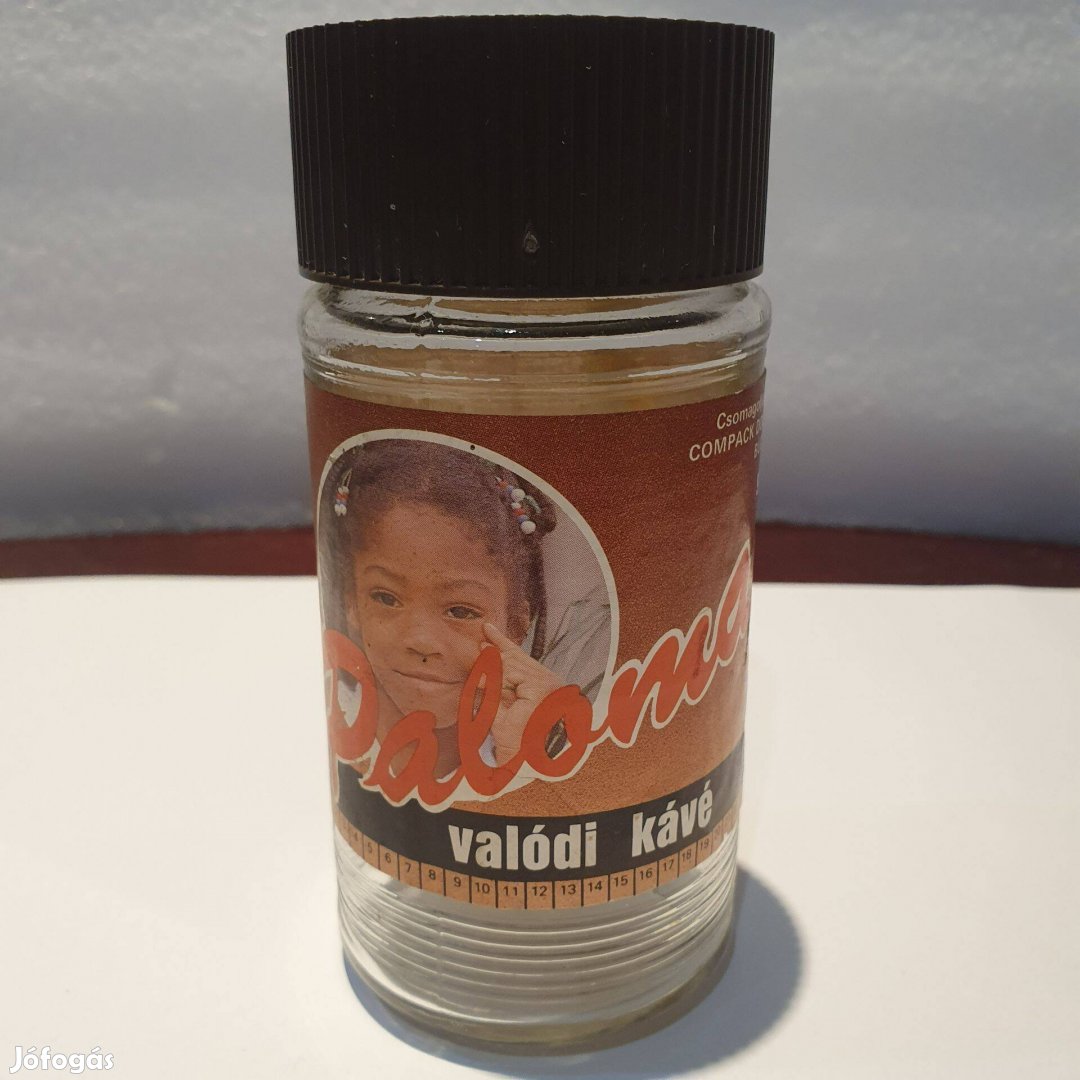 Csomago
COMPACK D
Paloma
valódi kávé
4 5 6 7 8 9 10 11 12 13 14 15 16 17 18 19
Jófogás